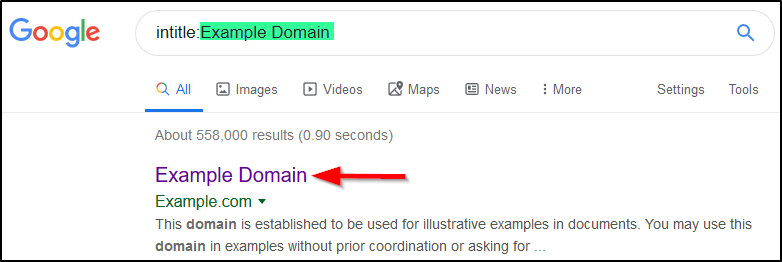 Google
intitle:Example Domain
All Images Videos Maps News More Settings Tools
About 558,000 results (0.90 seconds)
Example Domain
Example.com
This domain is established to be used for illustrative examples in documents. You may use this
domain in examples without prior coordination or asking for ...